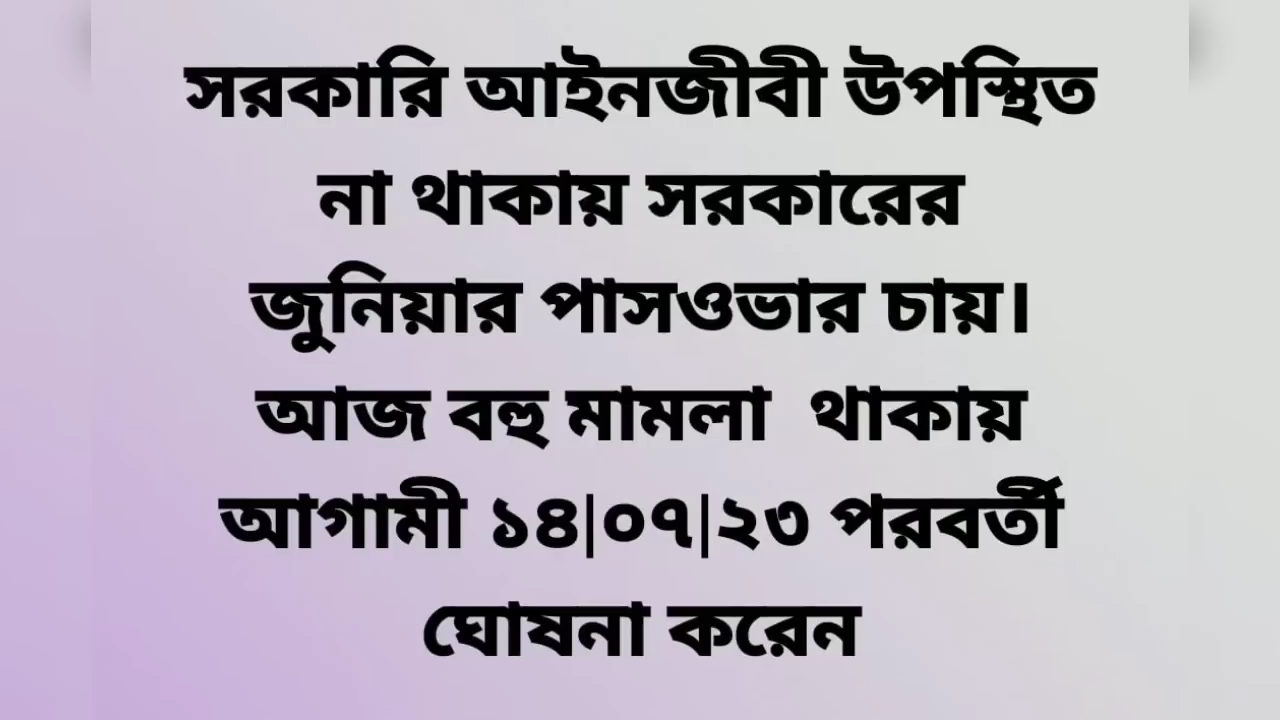 সরকারি আইনজীবী উপস্থিত
না থাকায় সরকারের
জুনিয়ার পাসওভার চায়।
আজ বহু মামলা থাকায়
আগামী ১৪|০৭|২৩ পরবর্তী
ঘোষনা করেন